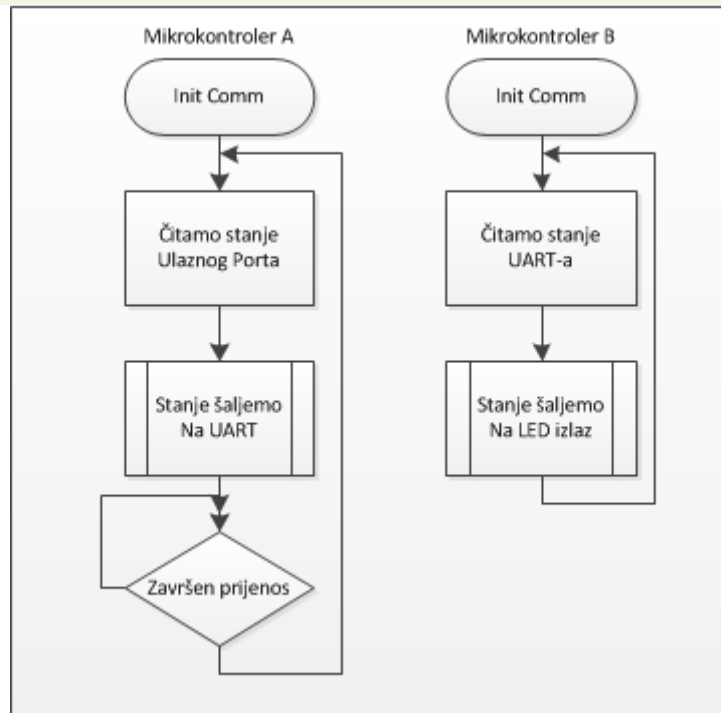 Mikrokontroler A
Init Comm
Čitamo stanje
Ulaznog Porta
Stanje šaljemo
Na UART
Završen prijenos
Mikrokontroler B
Init Comm
Čitamo stanje
UART-a
Stanje šaljemo
Na LED izlaz